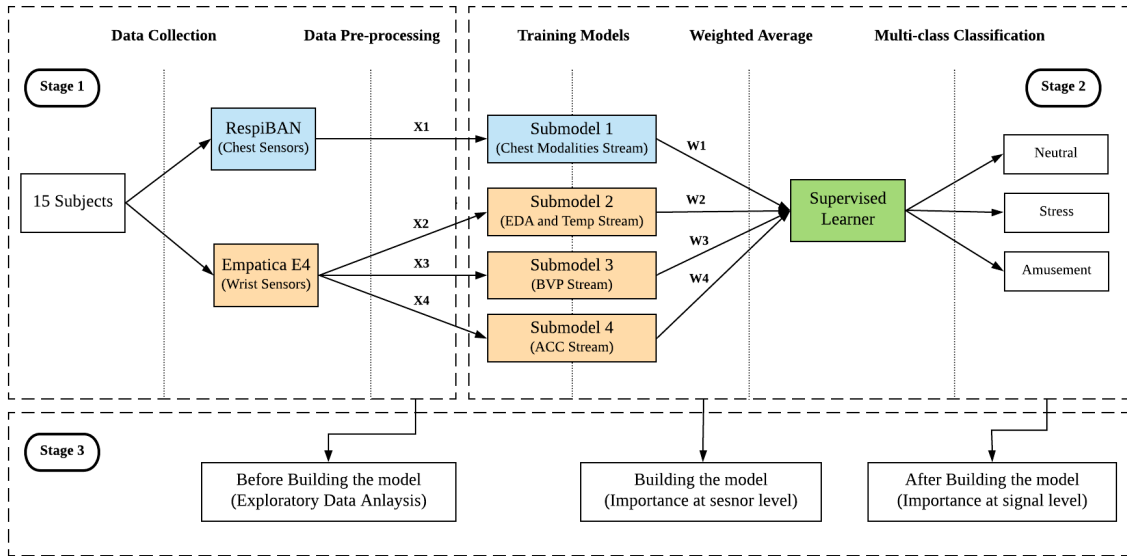 Data Collection
Data Pre-processing
Training Models
Weighted Average
Multi-class Classification
Stage 1
Stage 2
15 Subjects
RespiBAN
(Chest Sensors)
Empatica E4
(Wrist Sensors)
X1
X2
X3
X4
Submodel 1
(Chest Modalities Stream)
Submodel 2
(EDA and Temp Stream)
Submodel 3
(BVP Stream)
Submodel 4
(ACC Stream)
W1
W2
W3
W4
Supervised
Learner
Neutral
Stress
Amusement
Stage 3
Before Building the model
(Exploratory Data Anlaysis)
Building the model
(Importance at sesnor level)
After Building the model
(Importance at signal level)